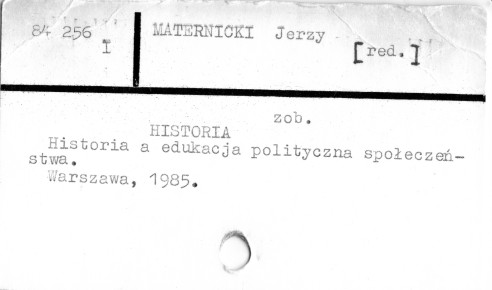 84 256
I
MATERNICKI Jerzy
[red.]
zob.
HISTORIA
Historia a edukacja polityczna społeczeń-
stwa.
Warszawa, 1985.